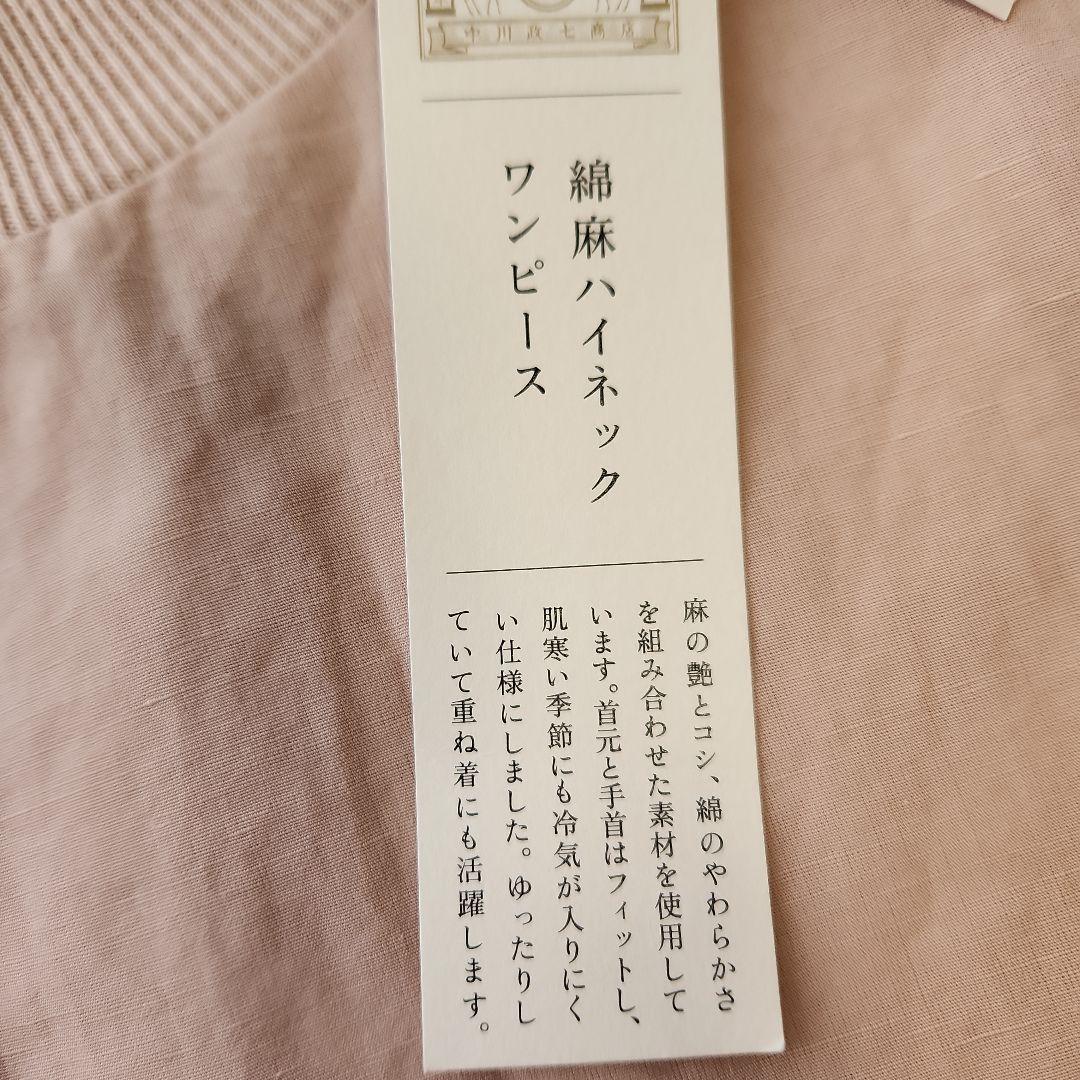 中川政七商店
綿麻ハイネック
ワンピース
麻の艶とコシ、綿のやわらかさ
を組み合わせた素材を使用して
います。首元と手首はフィットし、
肌寒い季節にも冷気が入りにく
い仕様にしました。ゆったりし
ていて重ね着にも活躍します。